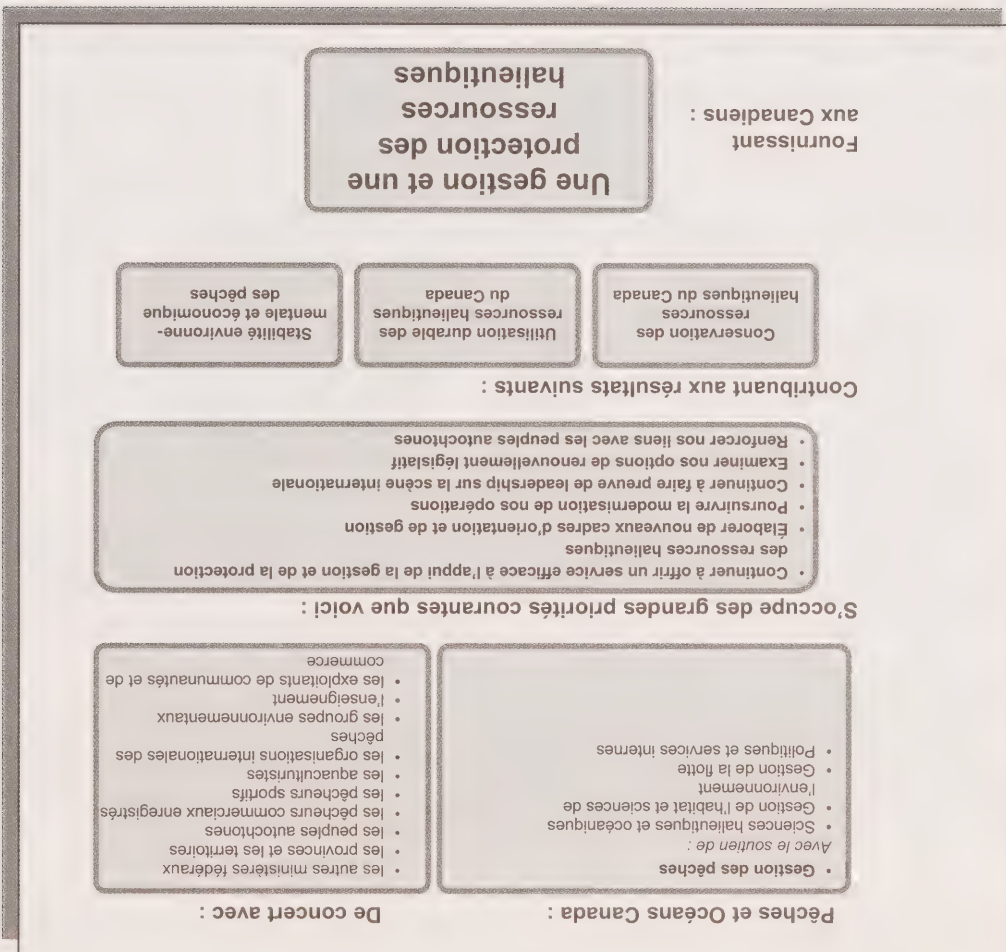 Pêches et Océans Canada :
• Gestion des pêches
Avec le soutien de :
• Sciences halieutiques et océaniques
• Gestion de l'habitat et sciences de
l'environnement
• Gestion de la flotte
• Politiques et services internes
De concert avec :
• les autres ministères fédéraux
• les provinces et les territoires
• les peuples autochtones
• les pêcheurs commerciaux enregistrés
• les pêcheurs sportifs
• les aquaculturistes
• les organisations internationales des
pêches
• les groupes environnementaux
• l'enseignement
• les exploitants de communautés et de
commerce
S'occupe des grandes priorités courantes que voici :
• Continuer à offrir un service efficace à l'appui de la gestion et de la protection
des ressources halieutiques
• Élaborer de nouveaux cadres d'orientation et de gestion
• Poursuivre la modernisation de nos opérations
• Continuer à faire preuve de leadership sur la scène internationale
• Examiner nos options de renouvellement législatif
• Renforcer nos liens avec les peuples autochtones
Contribuant aux résultats suivants :
Conservation des
ressources
halieutiques du Canada
Utilisation durable des
ressources halieutiques
du Canada
Stabilité environne-
mentale et économique
des pêches
Fournissant
aux Canadiens :
Une gestion et une
protection des
ressources
halieutiques